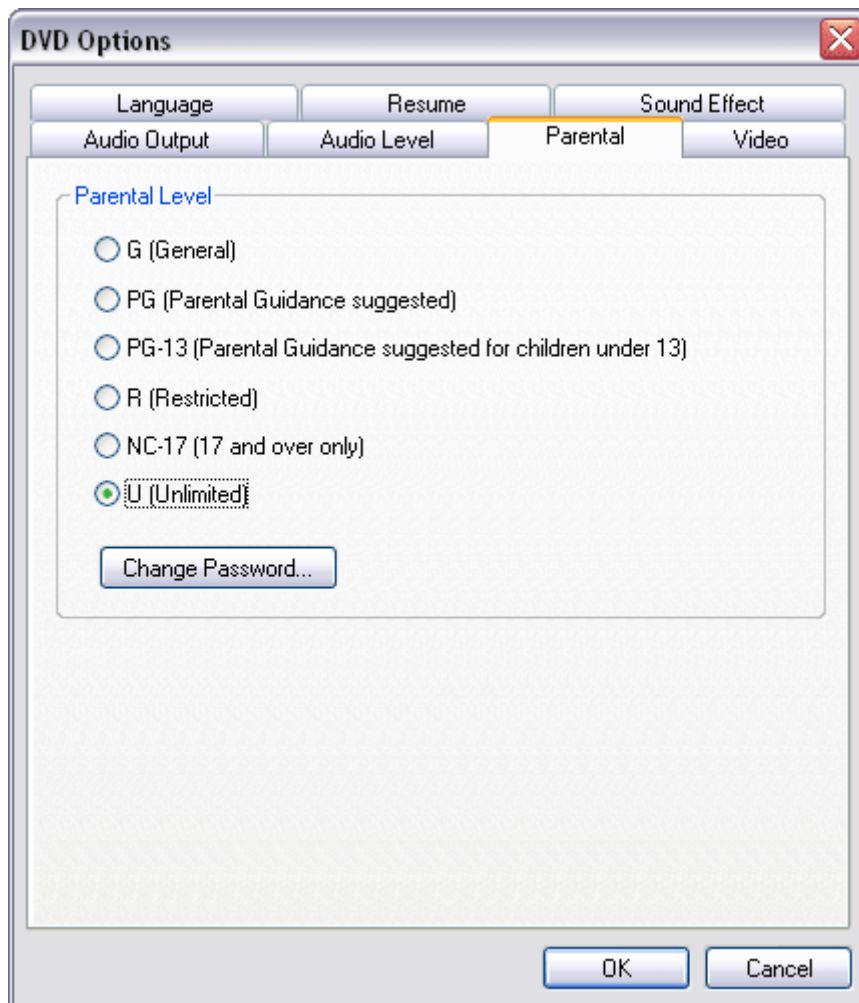 DVD Options
Language Resume Sound Effect
Audio Output Audio Level Parental Video
Parental Level
G (General)
PG (Parental Guidance suggested)
PG-13 (Parental Guidance suggested for children under 13)
R (Restricted)
NC-17 (17 and over only)
U (Unlimited)
Change Password...
OK Cancel